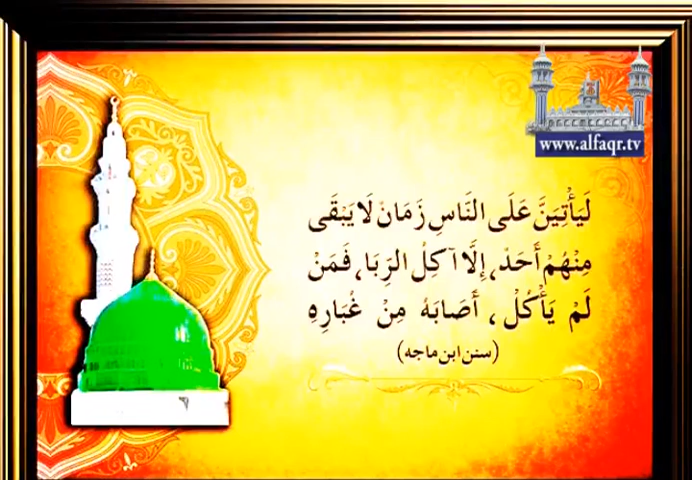 www.alfaqr.tv
لَيَأْتِيَنَّ عَلَى النَّاسِ زَمَانٌ لَا يَبْقَى
مِنْهُمْ أَحَدٌ، إِلَّا آكِلُ الرِّبَا، فَمَنْ
لَمْ يَأْكُلْ، أَصَابَهُ مِنْ غُبَارِهِ
(سنن ابن ماجه)